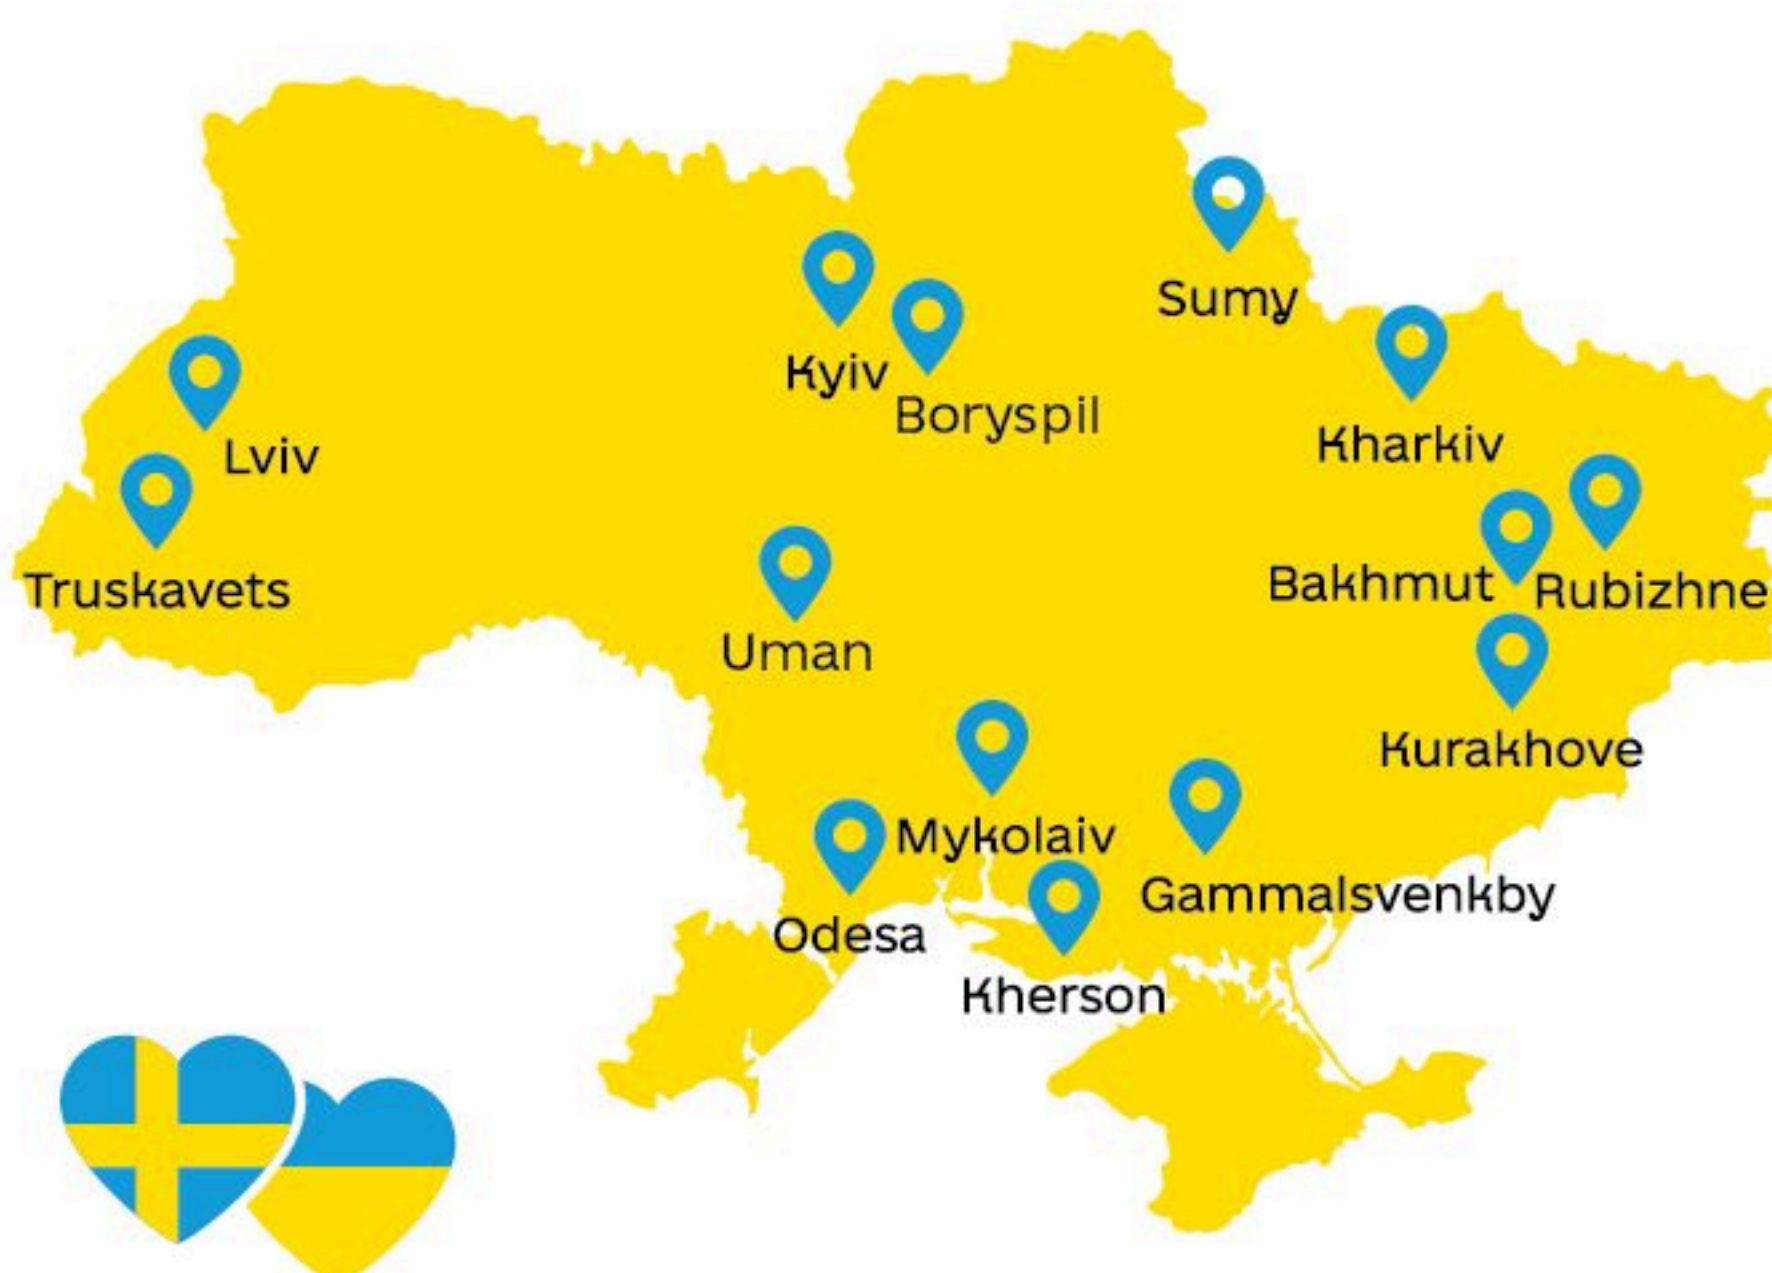 Sumy
Kyiv
Boryspil
Kharkiv
Lviv
Truskavets
Bakhmut
Rubizhne
Uman
Kurakhove
Mykolaiv
Gammalsvenkby
Odesa
Kherson